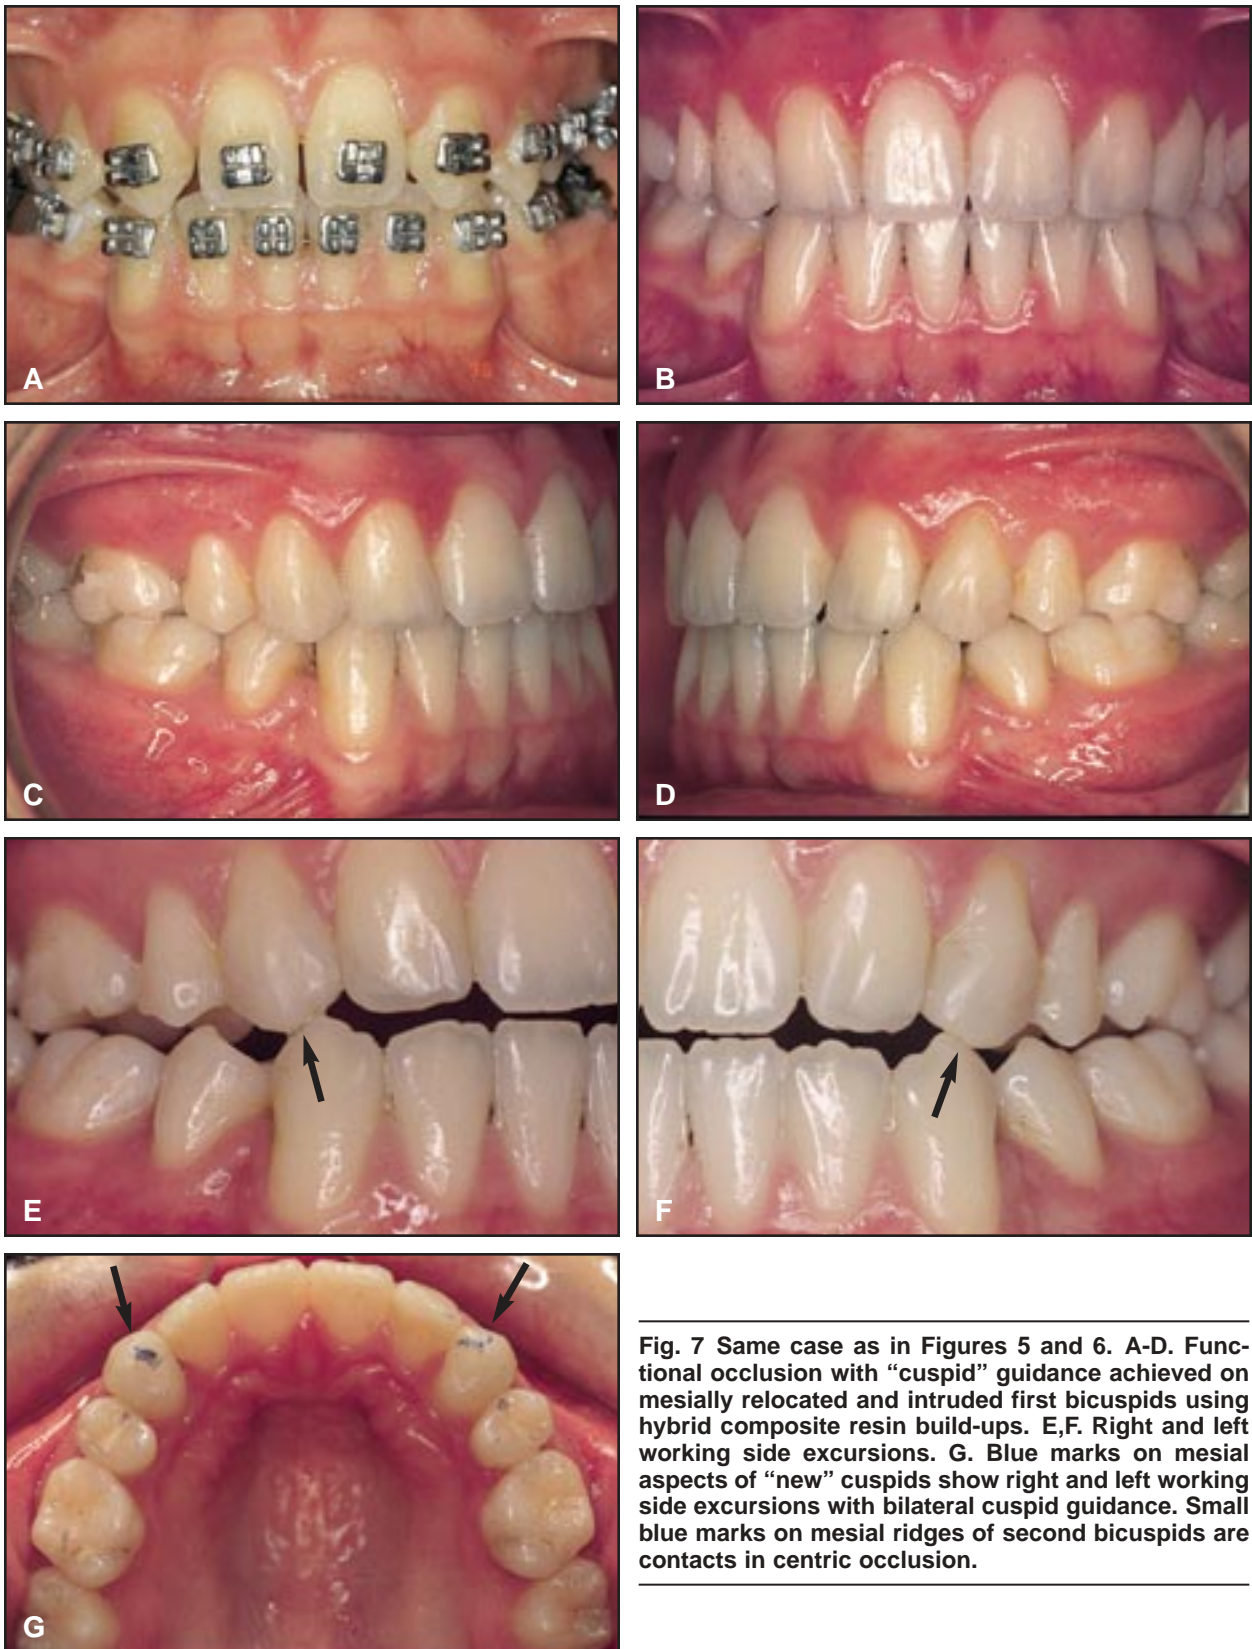 A
B
C
D
E
F
G
Fig. 7 Same case as in Figures 5 and 6. A-D. Func-
tional occlusion with “cuspid” guidance achieved on
mesially relocated and intruded first bicuspids using
hybrid composite resin build-ups. E,F. Right and left
working side excursions. G. Blue marks on mesial
aspects of “new” cuspids show right and left working
side excursions with bilateral cuspid guidance. Small
blue marks on mesial ridges of second bicuspids are
contacts in centric occlusion.